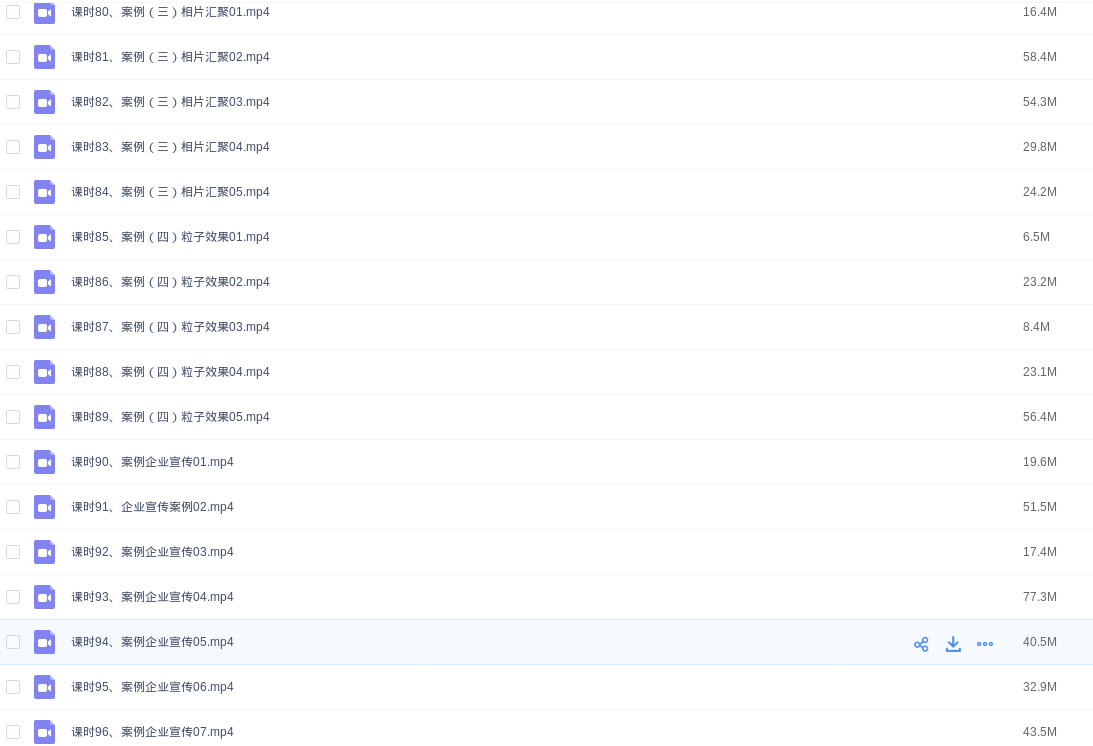 课时80、案例（三）相片汇聚01.mp4 16.4M
课时81、案例（三）相片汇聚02.mp4 58.4M
课时82、案例（三）相片汇聚03.mp4 54.3M
课时83、案例（三）相片汇聚04.mp4 29.8M
课时84、案例（三）相片汇聚05.mp4 24.2M
课时85、案例（四）粒子效果01.mp4 6.5M
课时86、案例（四）粒子效果02.mp4 23.2M
课时87、案例（四）粒子效果03.mp4 8.4M
课时88、案例（四）粒子效果04.mp4 23.1M
课时89、案例（四）粒子效果05.mp4 56.4M
课时90、案例企业宣传01.mp4 19.6M
课时91、企业宣传案例02.mp4 51.5M
课时92、案例企业宣传03.mp4 17.4M
课时93、案例企业宣传04.mp4 77.3M
课时94、案例企业宣传05.mp4 40.5M
课时95、案例企业宣传06.mp4 32.9M
课时96、案例企业宣传07.mp4 43.5M